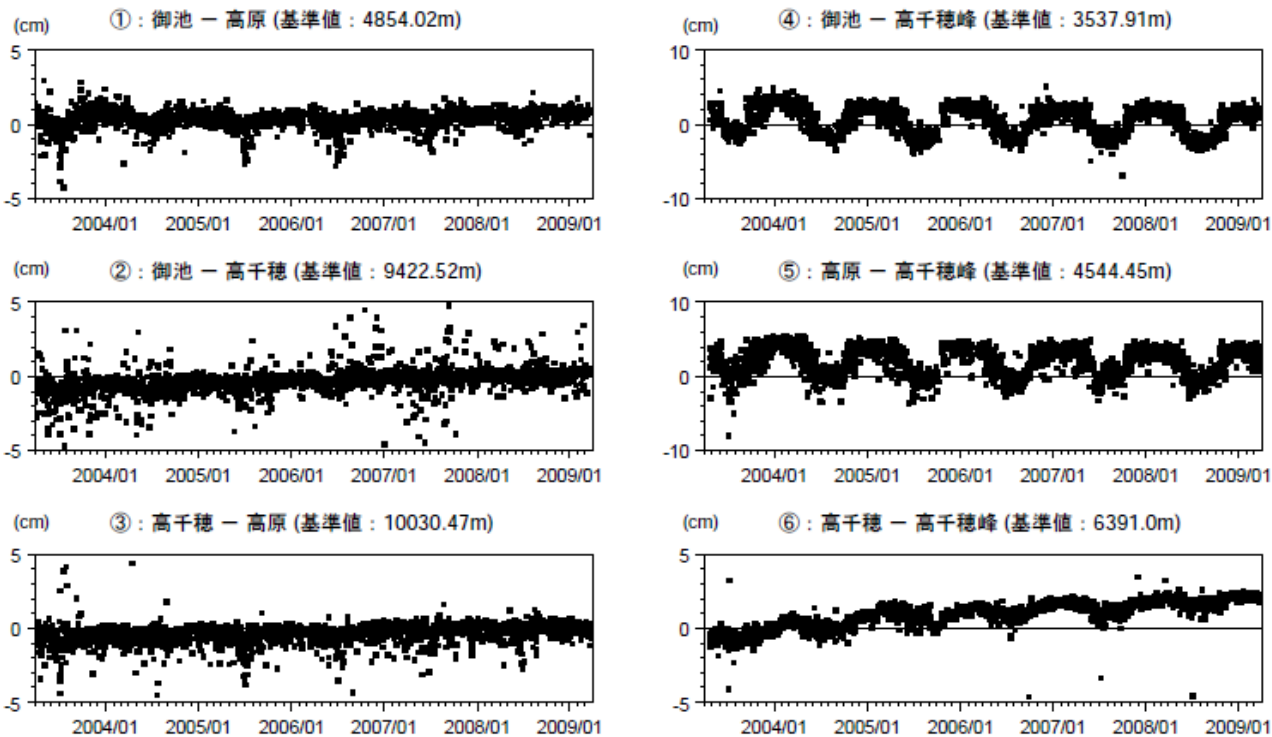 (cm) ①：御池 － 高原 (基準値：4854.02m)
5
0
-5
2004/01 2005/01 2006/01 2007/01 2008/01 2009/01
(cm) ②：御池 － 高千穂 (基準値：9422.52m)
5
0
-5
2004/01 2005/01 2006/01 2007/01 2008/01 2009/01
(cm) ③：高千穂 － 高原 (基準値：10030.47m)
5
0
-5
2004/01 2005/01 2006/01 2007/01 2008/01 2009/01
(cm) ④：御池 － 高千穂峰 (基準値：3537.91m)
10
0
-10
2004/01 2005/01 2006/01 2007/01 2008/01 2009/01
(cm) ⑤：高原 － 高千穂峰 (基準値：4544.45m)
10
0
-10
2004/01 2005/01 2006/01 2007/01 2008/01 2009/01
(cm) ⑥：高千穂 － 高千穂峰 (基準値：6391.0m)
5
0
-5
2004/01 2005/01 2006/01 2007/01 2008/01 2009/01